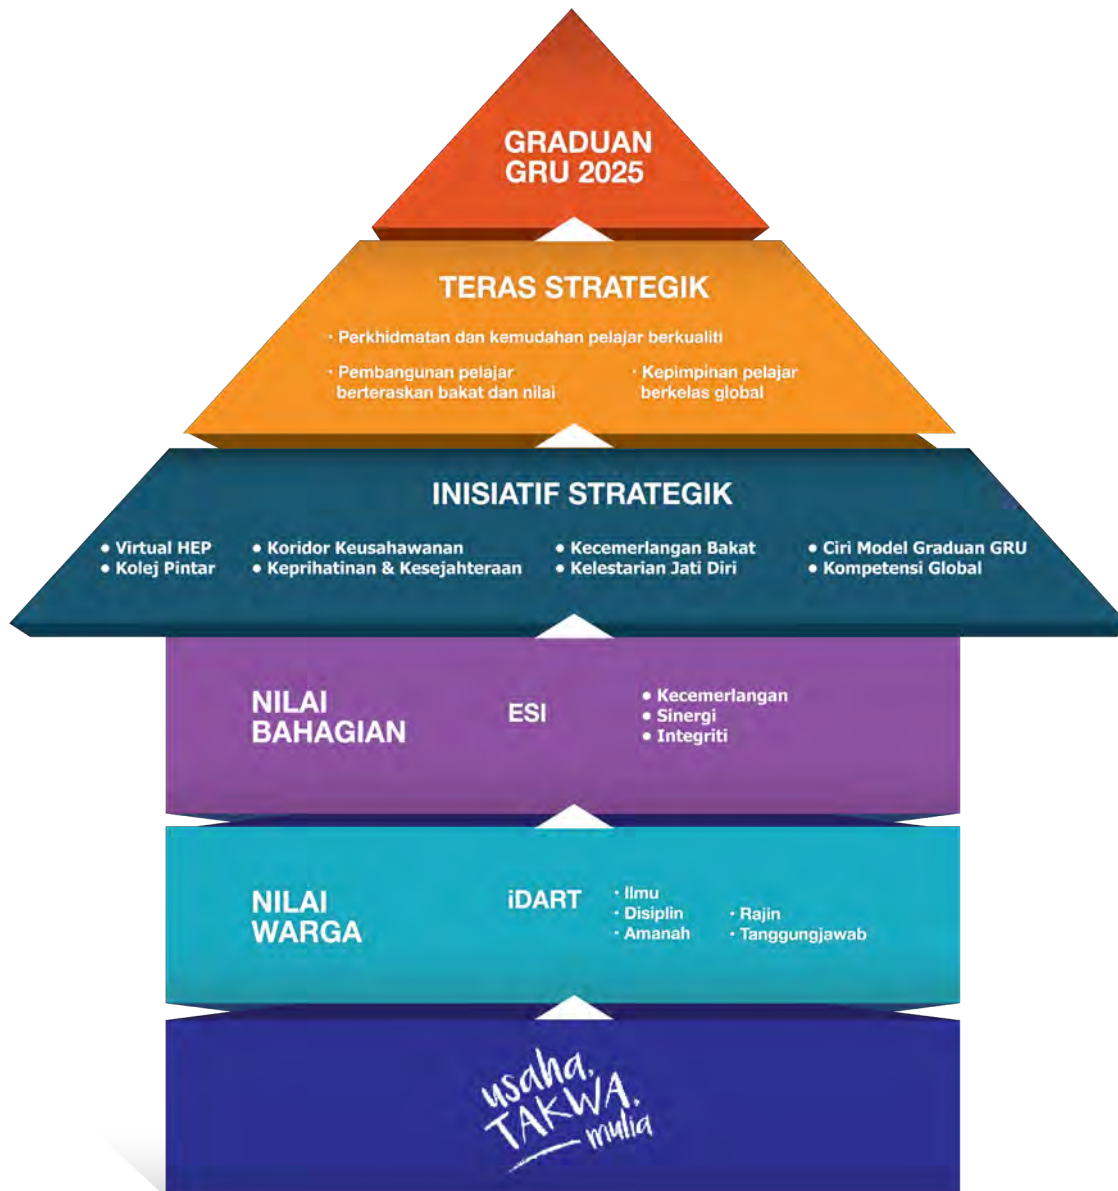 GRADUAN
GRU 2025
TERAS STRATEGIK
· Perkhidmatan dan kemudahan pelajar berkualiti
· Pembangunan pelajar
berteraskan bakat dan nilai
· Kepimpinan pelajar
berkelas global
INISIATIF STRATEGIK
● Virtual HEP
● Kolej Pintar
● Koridor Keusahawanan
● Keprihatinan & Kesejahteraan
● Kecemerlangan Bakat
● Kelestarian Jati Diri
● Ciri Model Graduan GRU
● Kompetensi Global
NILAI
BAHAGIAN
ESI
● Kecemerlangan
● Sinergi
● Integriti
NILAI
WARGA
iDART
· Ilmu
· Disiplin
· Amanah
· Rajin
· Tanggungjawab
usaha,
TAKWA,
mulia